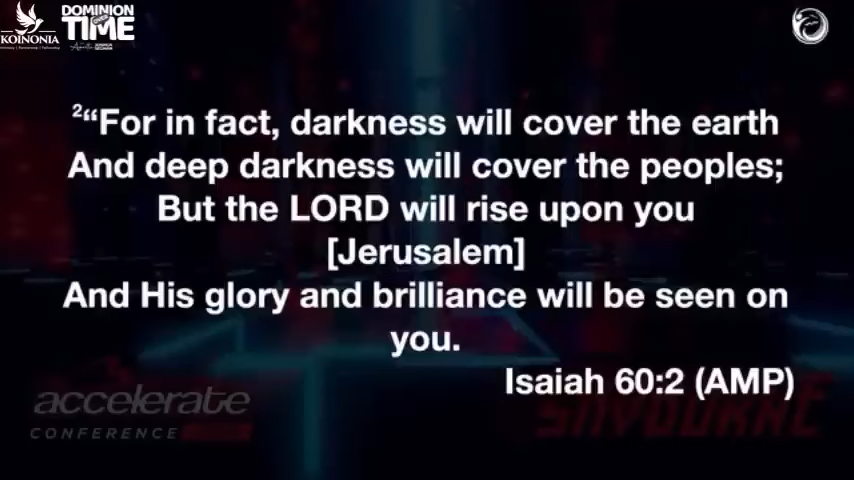 DOMINION
OVER
TIME
KOINONIA
²“For in fact, darkness will cover the earth
And deep darkness will cover the peoples;
But the LORD will rise upon you
[Jerusalem]
And His glory and brilliance will be seen on
you.
Isaiah 60:2 (AMP)
accelerate
CONFERENCE